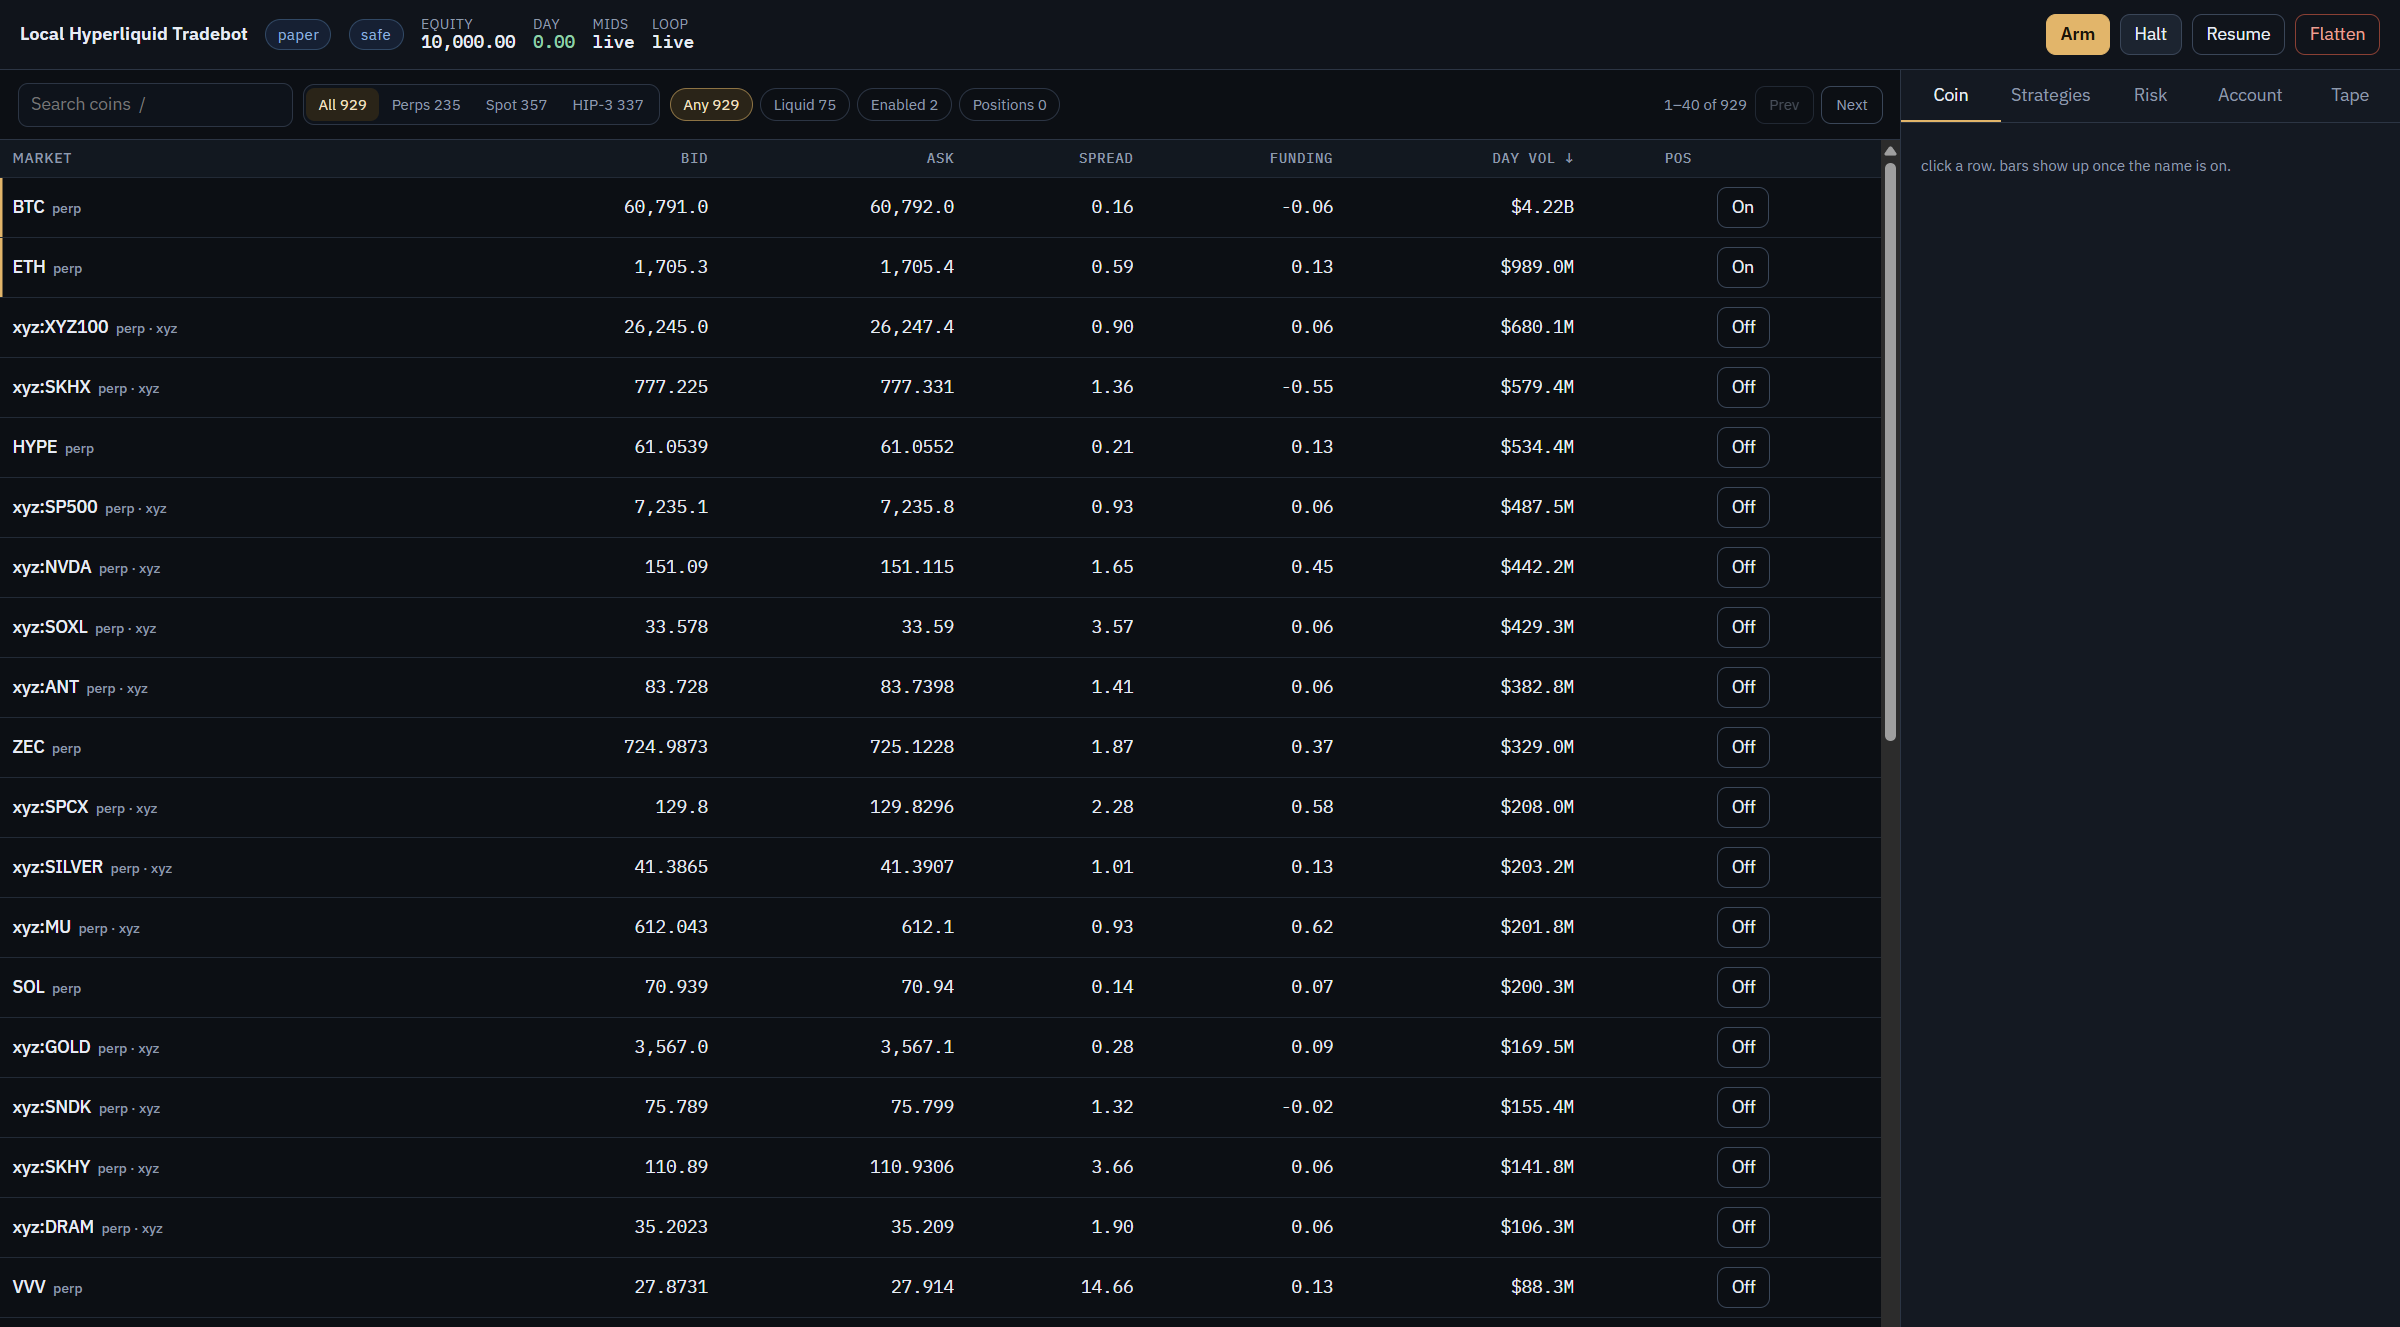 Local Hyperliquid Tradebot paper safe EQUITY 10,000.00 DAY 0.00 MIDS live LOOP live Arm Halt Resume Flatten
Search coins / All 929 Perps 235 Spot 357 HIP-3 337 Any 929 Liquid 75 Enabled 2 Positions 0 1–40 of 929 Prev Next
Coin Strategies Risk Account Tape
click a row. bars show up once the name is on.
MARKET BID ASK SPREAD FUNDING DAY VOL ↓ POS
BTC perp 60,791.0 60,792.0 0.16 -0.06 $4.22B On
ETH perp 1,705.3 1,705.4 0.59 0.13 $989.0M On
xyz:XYZ100 perp · xyz 26,245.0 26,247.4 0.90 0.06 $680.1M Off
xyz:SKHX perp · xyz 777.225 777.331 1.36 -0.55 $579.4M Off
HYPE perp 61.0539 61.0552 0.21 0.13 $534.4M Off
xyz:SP500 perp · xyz 7,235.1 7,235.8 0.93 0.06 $487.5M Off
xyz:NVDA perp · xyz 151.09 151.115 1.65 0.45 $442.2M Off
xyz:SOXL perp · xyz 33.578 33.59 3.57 0.06 $429.3M Off
xyz:ANT perp · xyz 83.728 83.7398 1.41 0.06 $382.8M Off
ZEC perp 724.9873 725.1228 1.87 0.37 $329.0M Off
xyz:SPCX perp · xyz 129.8 129.8296 2.28 0.58 $208.0M Off
xyz:SILVER perp · xyz 41.3865 41.3907 1.01 0.13 $203.2M Off
xyz:MU perp · xyz 612.043 612.1 0.93 0.62 $201.8M Off
SOL perp 70.939 70.94 0.14 0.07 $200.3M Off
xyz:GOLD perp · xyz 3,567.0 3,567.1 0.28 0.09 $169.5M Off
xyz:SNDK perp · xyz 75.789 75.799 1.32 -0.02 $155.4M Off
xyz:SKHY perp · xyz 110.89 110.9306 3.66 0.06 $141.8M Off
xyz:DRAM perp · xyz 35.2023 35.209 1.90 0.06 $106.3M Off
VVV perp 27.8731 27.914 14.66 0.13 $88.3M Off